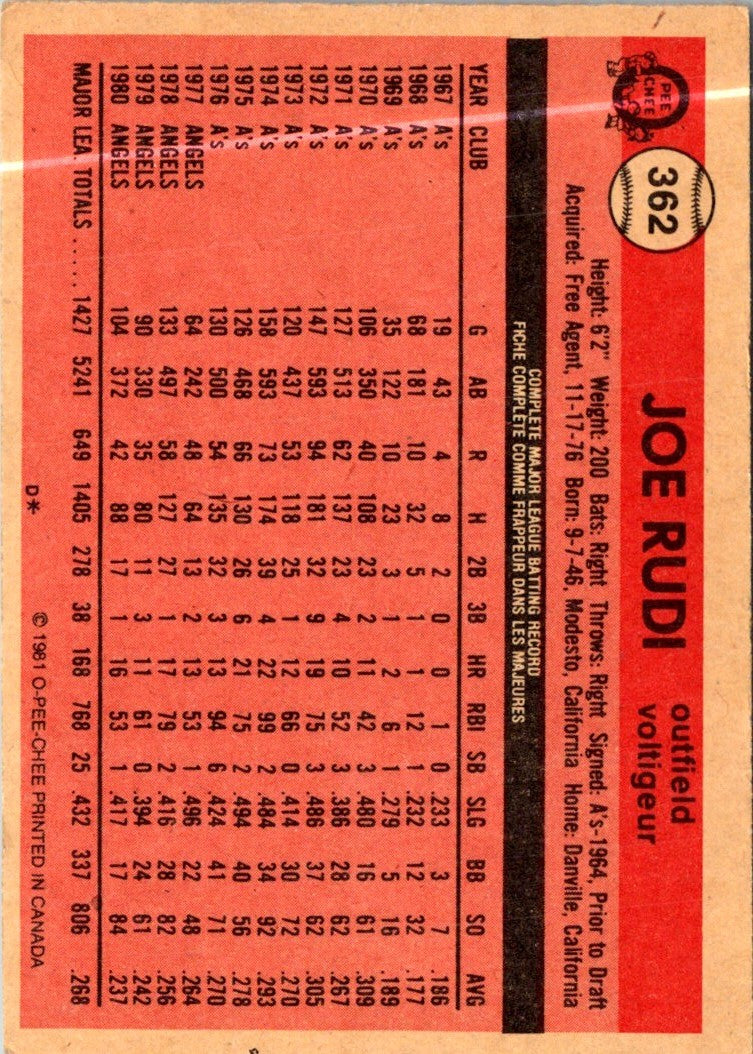 O
PEE
CHEE
362
JOE RUDI
outfield
voltigeur
Height: 6'2" Weight: 200 Bats: Right Throws: Right Signed: A's-1964, Prior to Draft
Acquired: Free Agent, 11-17-76 Born: 9-7-46, Modesto, California Home: Danville, California
COMPLETE MAJOR LEAGUE BATTING RECORD
FICHE COMPLÈTE COMME FRAPPEUR DANS LES MAJEURES
YEAR CLUB G AB R H 2B 3B HR RBI SB SLG BB SO AVG
1967 A's 19 43 4 8 2 0 0 1 0 .233 3 7 .186
1968 A's 68 181 .10 32 5 1 1 12 1 .232 12 32 .177
1969 A's 35 122 10 23 3 1 2 6 1 .279 5 16 .189
1970 A's 106 350 40 108 23 2 11 42 3 .480 16 61 .309
1971 A's 127 513 62 137 23 4 10 52 3 .386 28 62 .267
1972 A's 147 593 94 181 32 9 19 75 3 .486 37 62 .305
1973 A's 120 437 53 118 25 1 12 66 0 .414 30 72 .270
1974 A's 158 593 73 174 39 4 22 99 2 .484 34 92 .293
1975 A's 126 468 66 130 26 6 21 75 2 .494 40 56 .278
1976 A's 130 500 54 135 32 3 13 94 6 .424 41 71 .270
1977 ANGELS 64 242 48 64 13 2 13 53 1 .496 22 48 .264
1978 ANGELS 133 497 58 127 27 1 17 79 2 .416 28 82 .256
1979 ANGELS 90 330 35 80 11 3 11 61 0 .394 24 61 .242
1980 ANGELS 104 372 42 88 17 1 16 53 1 .417 17 84 .237
MAJOR LEA. TOTALS ...... 1427 5241 649 1405 278 38 168 768 25 .432 337 806 .268
D* © 1981 O-PEE-CHEE PRINTED IN CANADA